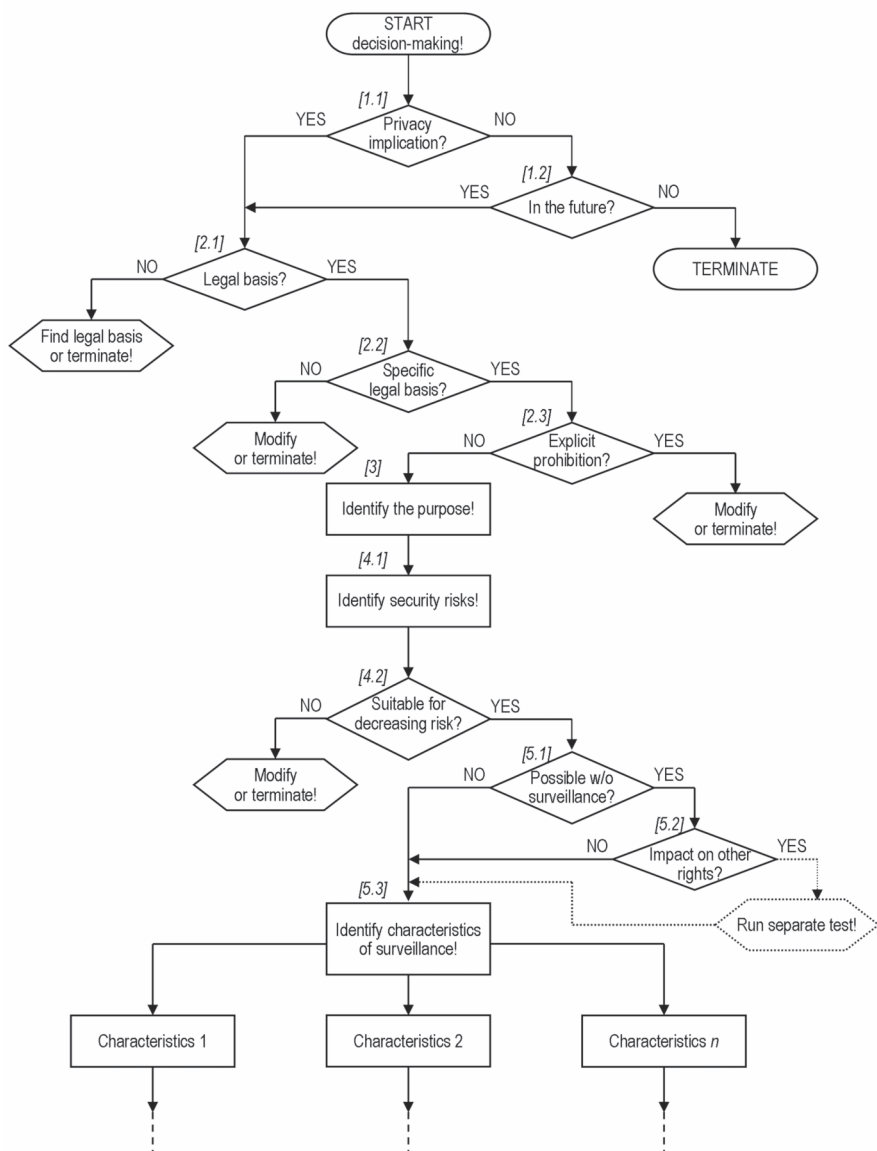 START
decision-making!
[1.1]
YES
Privacy
implication?
NO
[1.2]
YES
In the future?
NO
[2.1]
NO
Legal basis?
YES
TERMINATE
Find legal basis
or terminate!
[2.2]
NO
Specific
legal basis?
YES
[2.3]
Modify
or terminate!
NO
Explicit
prohibition?
YES
[3]
Identify the purpose!
Modify
or terminate!
[4.1]
Identify security risks!
[4.2]
NO
Suitable for
decreasing risk?
YES
[5.1]
Modify
or terminate!
NO
Possible w/o
surveillance?
YES
[5.2]
NO
Impact on other
rights?
YES
[5.3]
Identify characteristics
of surveillance!
Run separate test!
Characteristics 1
Characteristics 2
Characteristics n